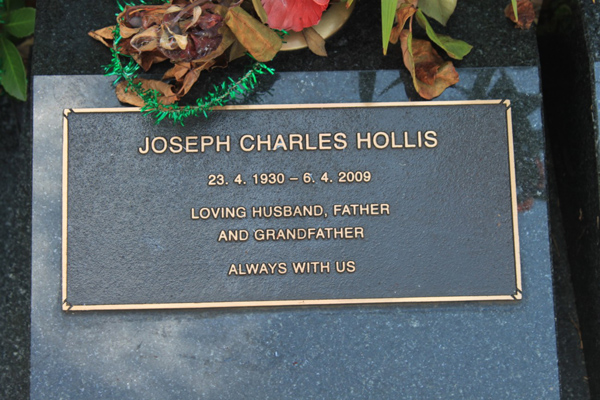 JOSEPH CHARLES HOLLIS
23. 4. 1930 – 6. 4. 2009
LOVING HUSBAND, FATHER
AND GRANDFATHER
ALWAYS WITH US